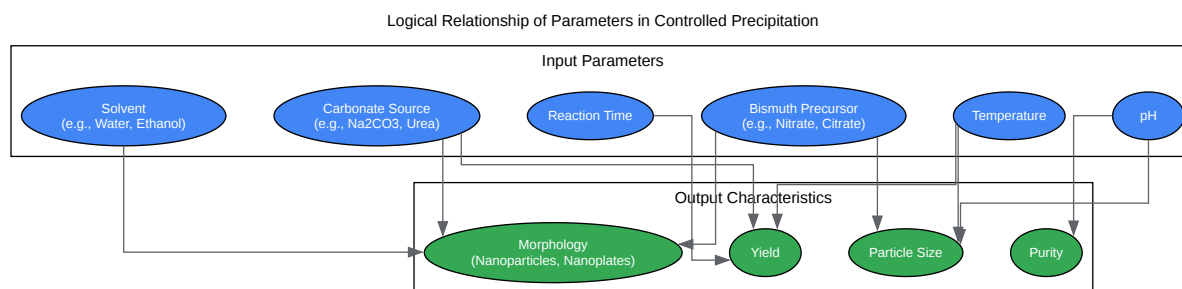 Logical Relationship of Parameters in Controlled Precipitation
Input Parameters
Solvent
(e.g., Water, Ethanol)
Carbonate Source
(e.g., Na2CO3, Urea)
Reaction Time
Bismuth Precursor
(e.g., Nitrate, Citrate)
Temperature
pH
Output Characteristics
Morphology
(Nanoparticles, Nanoplates)
Yield
Particle Size
Purity